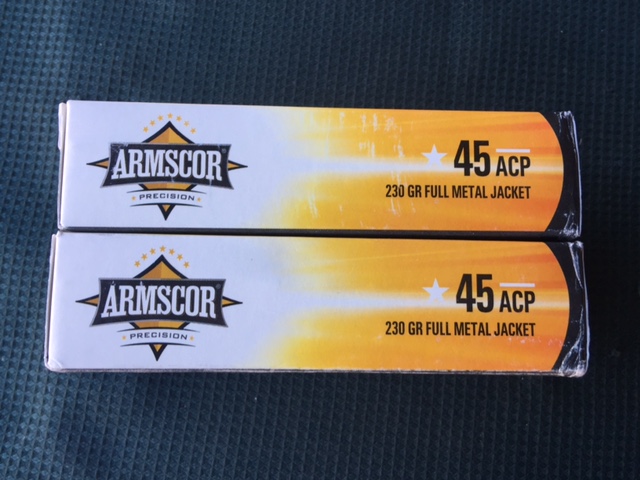 ARMSCOR
PRECISION
45 ACP
230 GR FULL METAL JACKET
ARMSCOR
PRECISION
45 ACP
230 GR FULL METAL JACKET